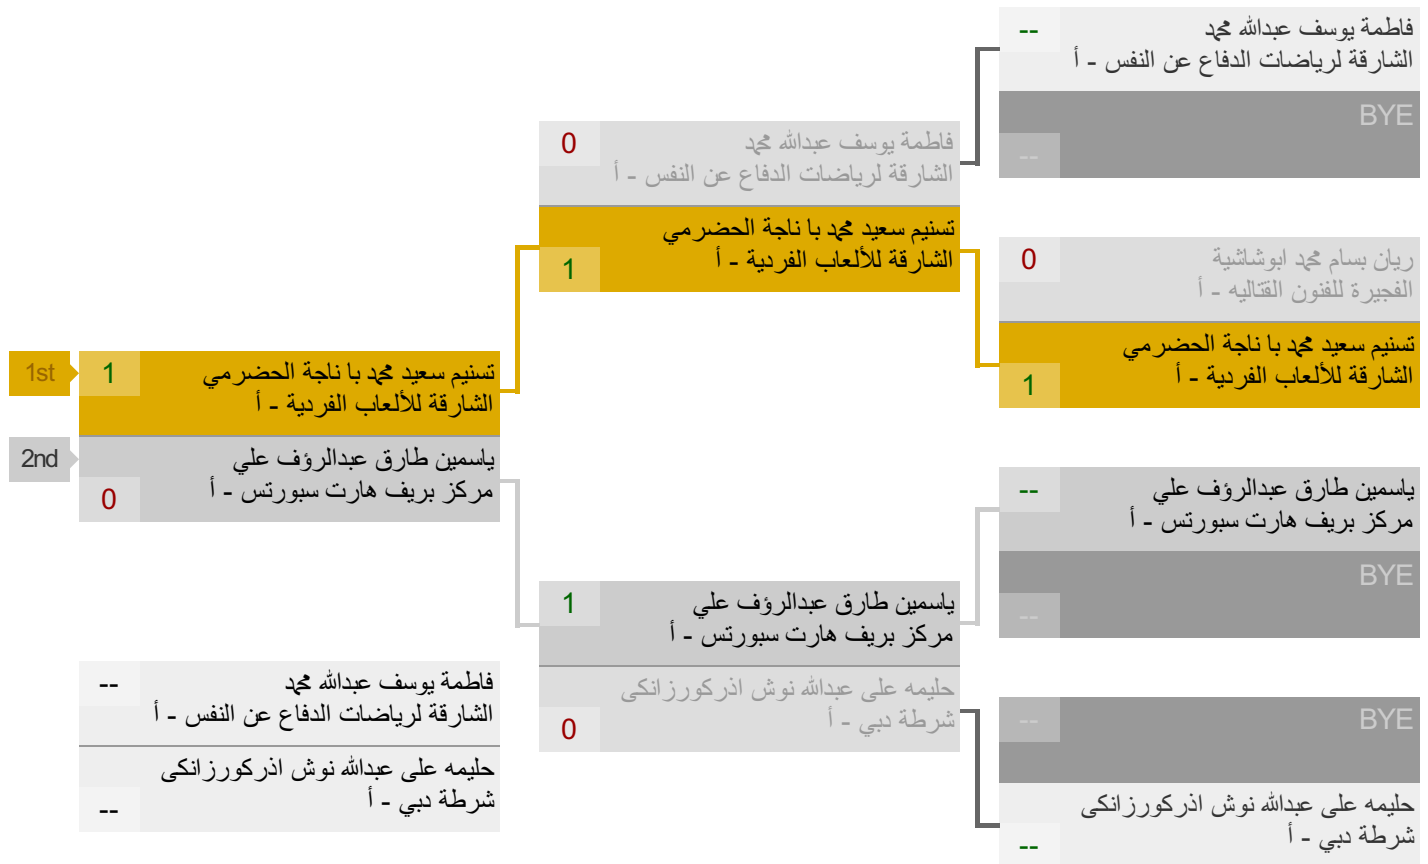 فاطمة يوسف عبدالله محمد
--
الشارقة لرياضات الدفاع عن النفس - أ
BYE
--
فاطمة يوسف عبدالله محمد
0
الشارقة لرياضات الدفاع عن النفس - أ
تسنيم سعيد محمد با ناجة الحضرمي
الشارقة للألعاب الفردية - أ
1
ريان بسام محمد ابوشاشية
0
الفجيرة للفنون القتاليه - أ
تسنيم سعيد محمد با ناجة الحضرمي
الشارقة للألعاب الفردية - أ
1
1st
1
تسنيم سعيد محمد با ناجة الحضرمي
الشارقة للألعاب الفردية - أ
2nd
ياسمين طارق عبدالرؤف علي
مركز بريف هارت سبورتس - أ
0
ياسمين طارق عبدالرؤف علي
--
مركز بريف هارت سبورتس - أ
BYE
--
ياسمين طارق عبدالرؤف علي
1
مركز بريف هارت سبورتس - أ
حليمه على عبدالله نوش اذركورزانكى
شرطة دبي - أ
0
فاطمة يوسف عبدالله محمد
--
الشارقة لرياضات الدفاع عن النفس - أ
حليمه على عبدالله نوش اذركورزانكى
شرطة دبي - أ
--
BYE
--
حليمه على عبدالله نوش اذركورزانكى
شرطة دبي - أ
--